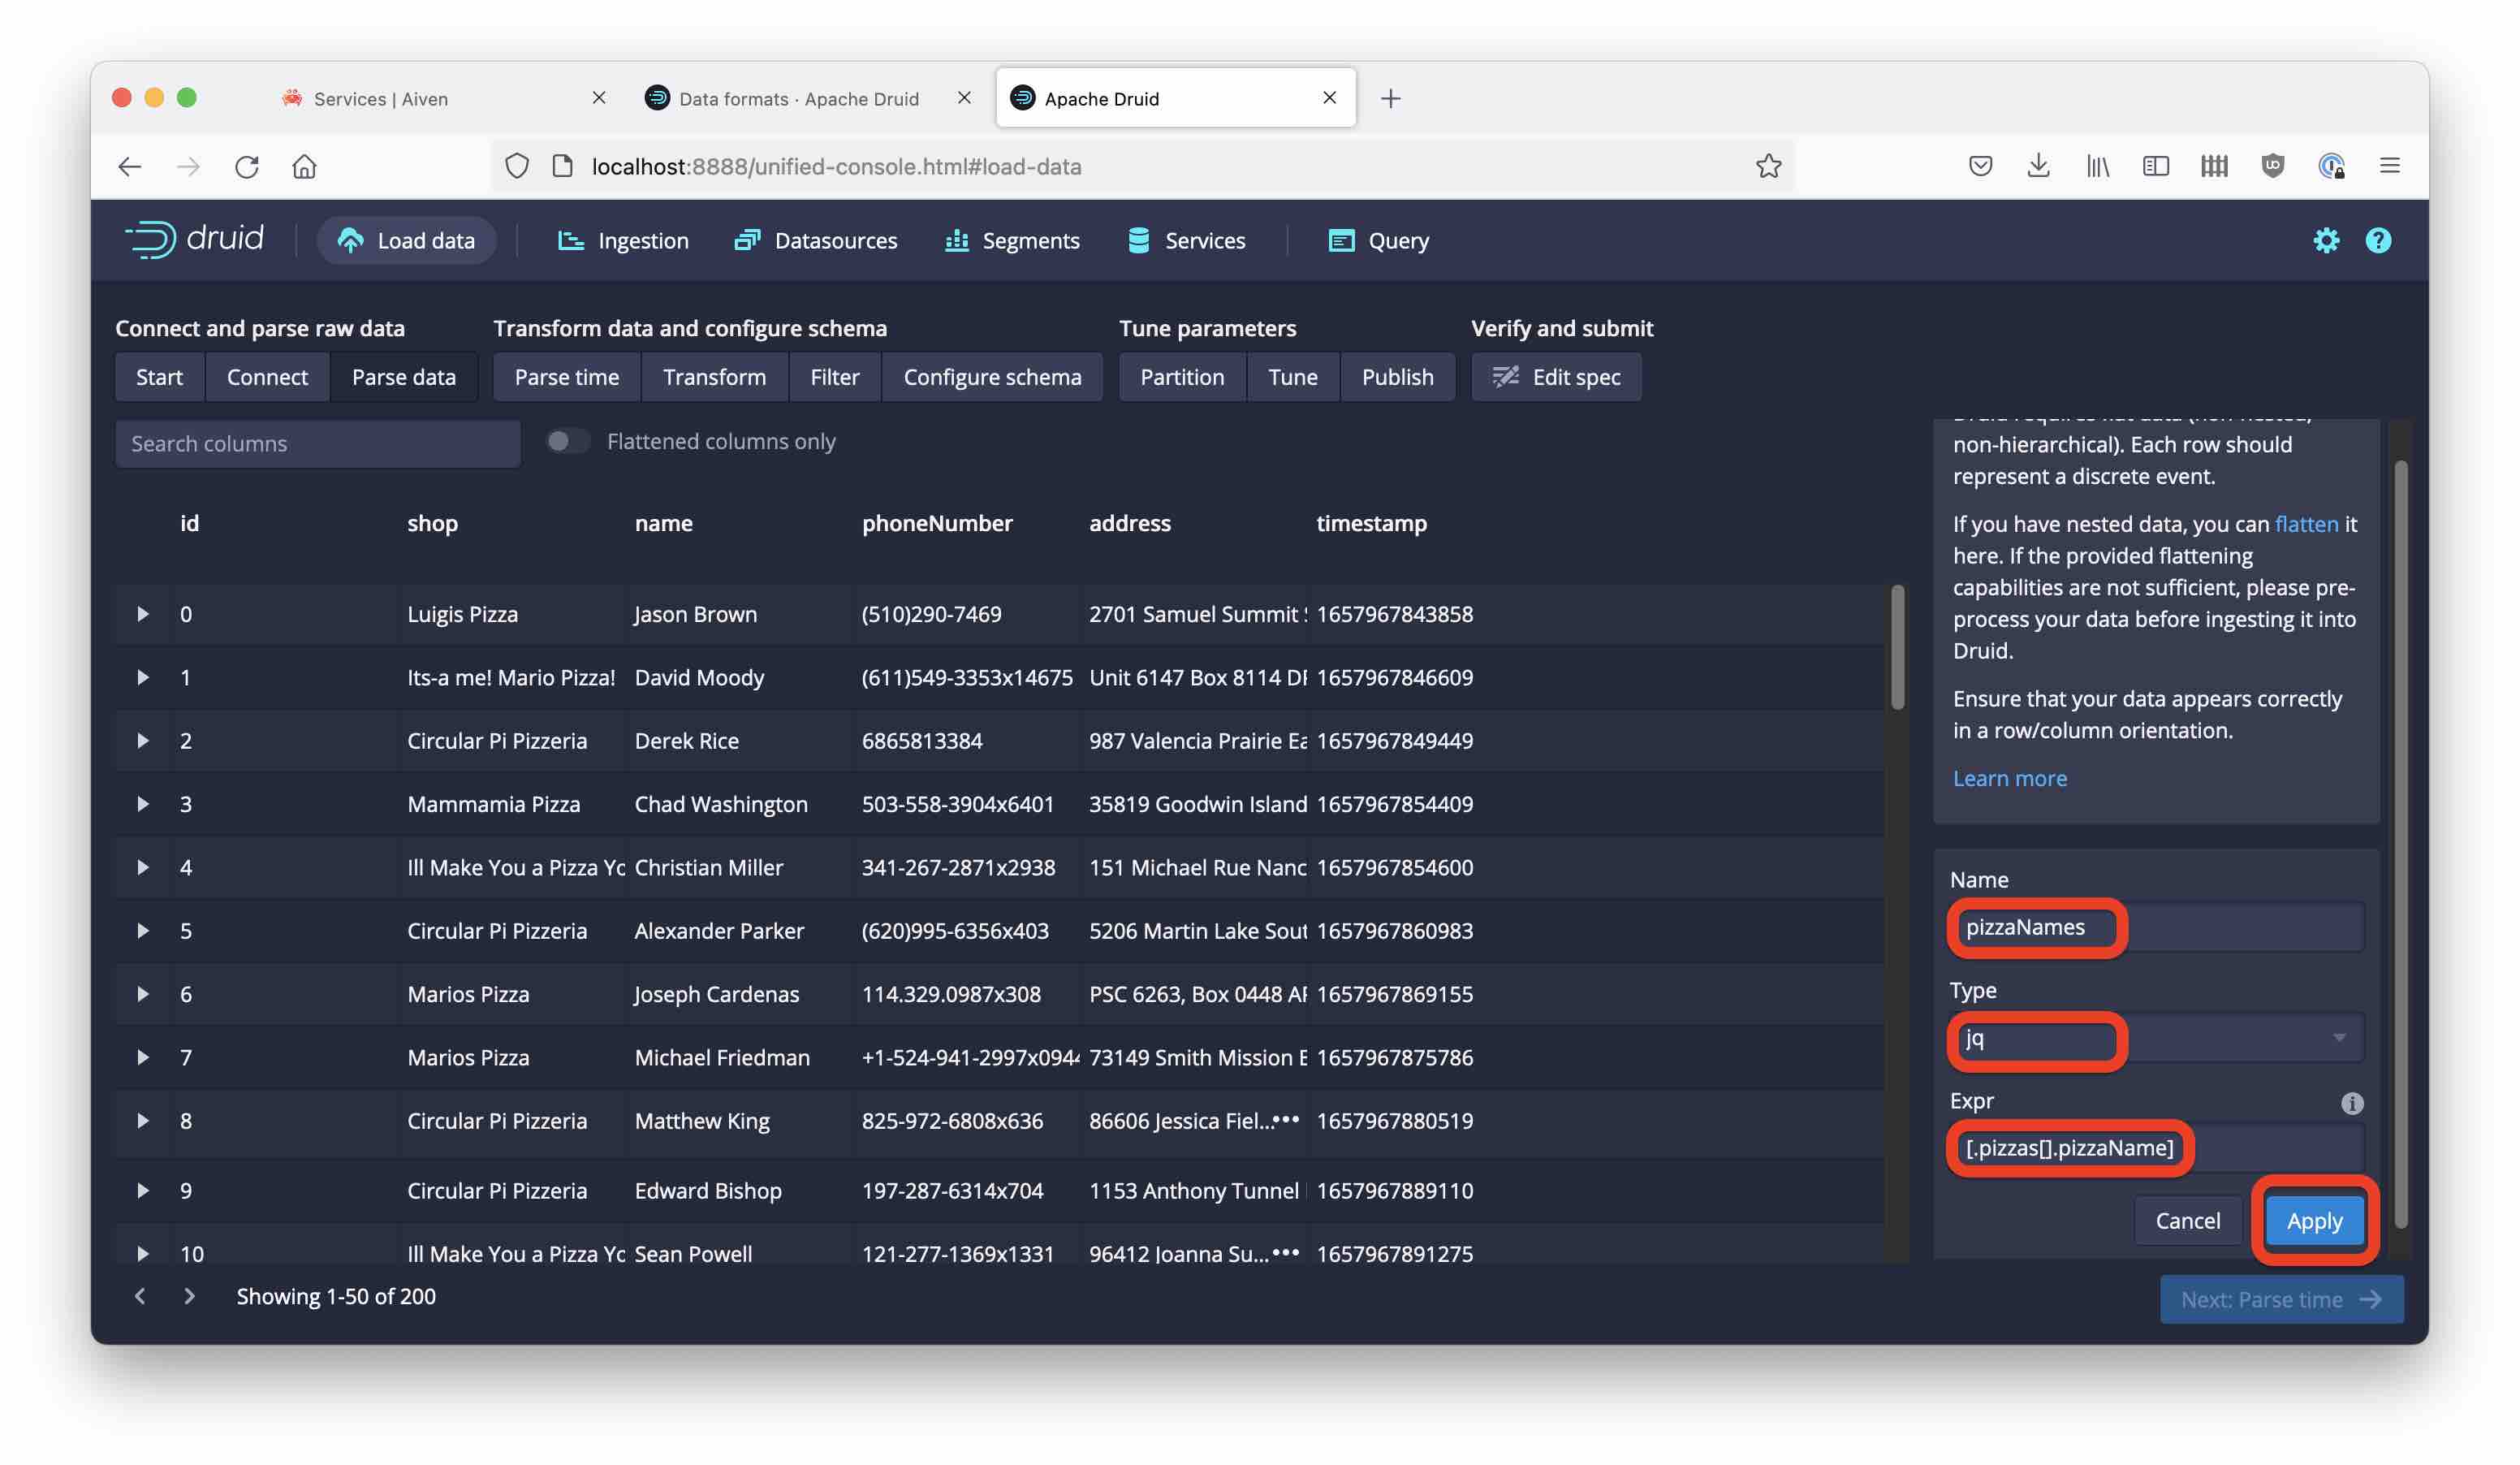 Services | Aiven
Data formats · Apache Druid
Apache Druid
localhost:8888/unified-console.html#load-data
druid
Load data
Ingestion
Datasources
Segments
Services
Query
Connect and parse raw data
Transform data and configure schema
Tune parameters
Verify and submit
Start
Connect
Parse data
Parse time
Transform
Filter
Configure schema
Partition
Tune
Publish
Edit spec
Search columns
Flattened columns only
id shop name phoneNumber address timestamp
0 Luigis Pizza Jason Brown (510)290-7469 2701 Samuel Summit 1657967843858
1 Its-a me! Mario Pizza! David Moody (611)549-3353x14675 Unit 6147 Box 8114 1657967846609
2 Circular Pi Pizzeria Derek Rice 6865813384 987 Valencia Prairie Ea 1657967849449
3 Mammamia Pizza Chad Washington 503-558-3904x6401 35819 Goodwin Island 1657967854409
4 Ill Make You a Pizza Yo Christian Miller 341-267-2871x2938 151 Michael Rue Nanc 1657967854600
5 Circular Pi Pizzeria Alexander Parker (620)995-6356x403 5206 Martin Lake Sout 1657967860983
6 Marios Pizza Joseph Cardenas 114.329.0987x308 PSC 6263, Box 0448 1657967869155
7 Marios Pizza Michael Friedman +1-524-941-2997x0944 73149 Smith Mission 1657967875786
8 Circular Pi Pizzeria Matthew King 825-972-6808x636 86606 Jessica Fiel...••• 1657967880519
9 Circular Pi Pizzeria Edward Bishop 197-287-6314x704 1153 Anthony Tunnel 1657967889110
10 Ill Make You a Pizza Yo Sean Powell 121-277-1369x1331 96412 Joanna Su...••• 1657967891275
Showing 1-50 of 200
Druid requires flat data (non-nested,
non-hierarchical). Each row should
represent a discrete event.
If you have nested data, you can flatten it
here. If the provided flattening
capabilities are not sufficient, please pre-
process your data before ingesting it into
Druid.
Ensure that your data appears correctly
in a row/column orientation.
Learn more
Name
pizzaNames
Type
jq
Expr
[.pizzas[].pizzaName]
Cancel
Apply
Next: Parse time